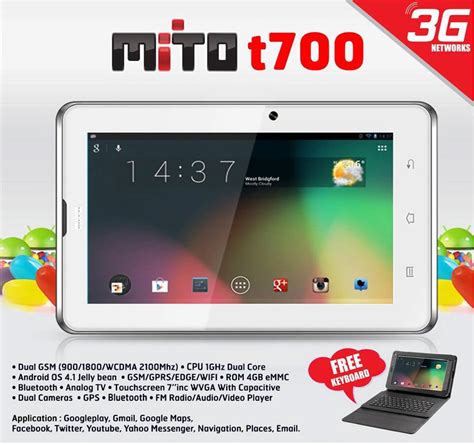 MiTO t700
3G
NETWORKS
14:37
West Bridgford
Mostly Cloudy
• Dual GSM (900/1800/WCDMA 2100Mhz) • CPU 1GHz Dual Core
• Android OS 4.1 Jelly bean • GSM/GPRS/EDGE/WIFI • ROM 4GB eMMC
• Bluetooth • Analog TV • Touchscreen 7''inc WVGA With Capacitive
• Dual Cameras • GPS • Bluetooth • FM Radio/Audio/Video Player
Application : Googleplay, Gmail, Google Maps,
Facebook, Twitter, Youtube, Yahoo Messenger, Navigation, Places, Email.
FREE
KEYBOARD